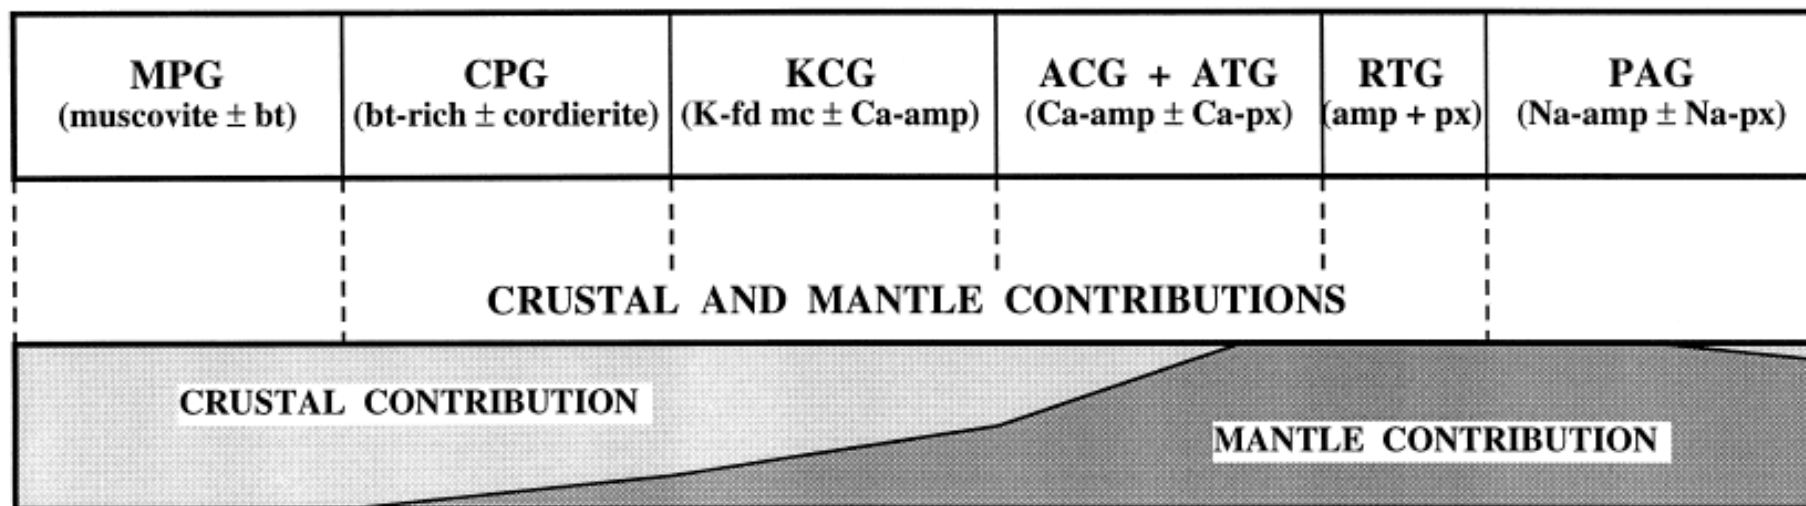 MPG
(muscovite ± bt)
CPG
(bt-rich ± cordierite)
KCG
(K-fd mc ± Ca-amp)
ACG + ATG
(Ca-amp ± Ca-px)
RTG
(amp + px)
PAG
(Na-amp ± Na-px)
CRUSTAL AND MANTLE CONTRIBUTIONS
CRUSTAL CONTRIBUTION
MANTLE CONTRIBUTION